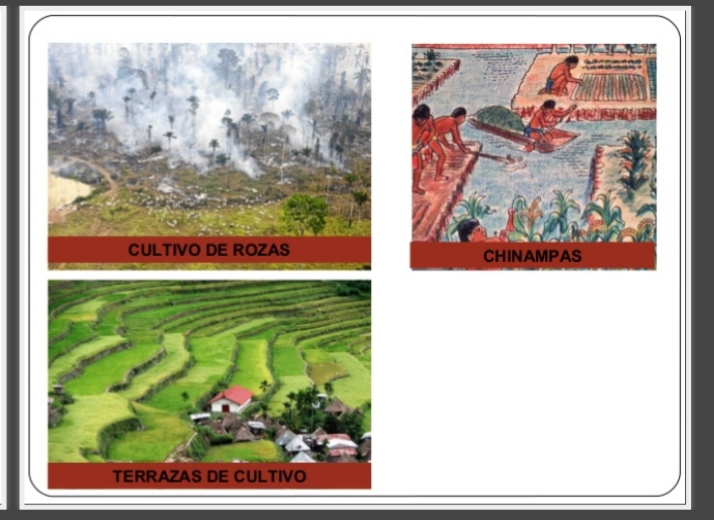 CULTIVO DE ROZAS
CHINAMPAS
TERRAZAS DE CULTIVO